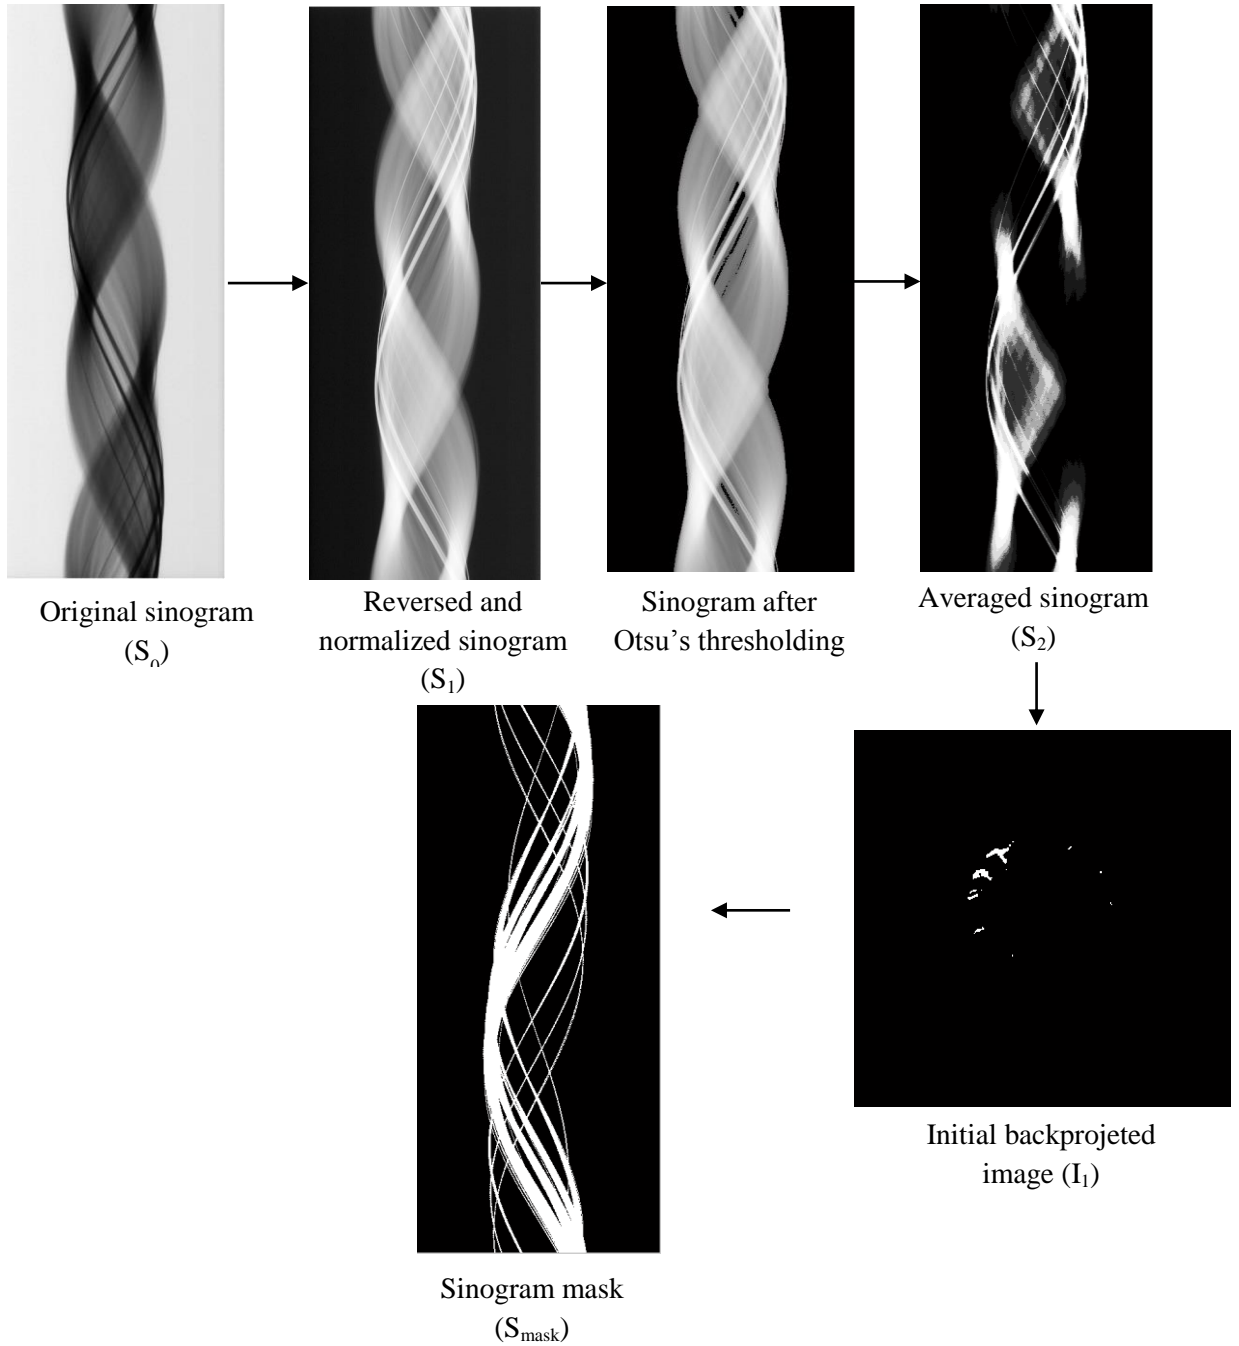 Original sinogram
(S₀)
Reversed and
normalized sinogram
(S₁)
Sinogram after
Otsu’s thresholding
Averaged sinogram
(S₂)
Initial backprojeted
image (I₁)
Sinogram mask
(Sₘₐₛₖ)